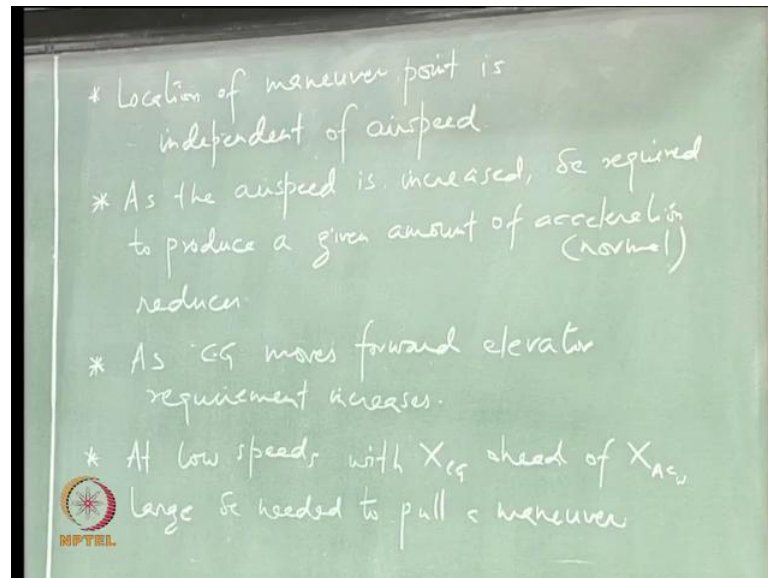 * Location of maneuver point is
independent of airspeed.
* As the airspeed is increased, δe required
to produce a given amount of acceleration
(normal)
reduces.
* As CG moves forward elevator
requirement increases.
* At low speeds with XCG ahead of XACw
Large δe needed to pull a maneuver
NPTEL